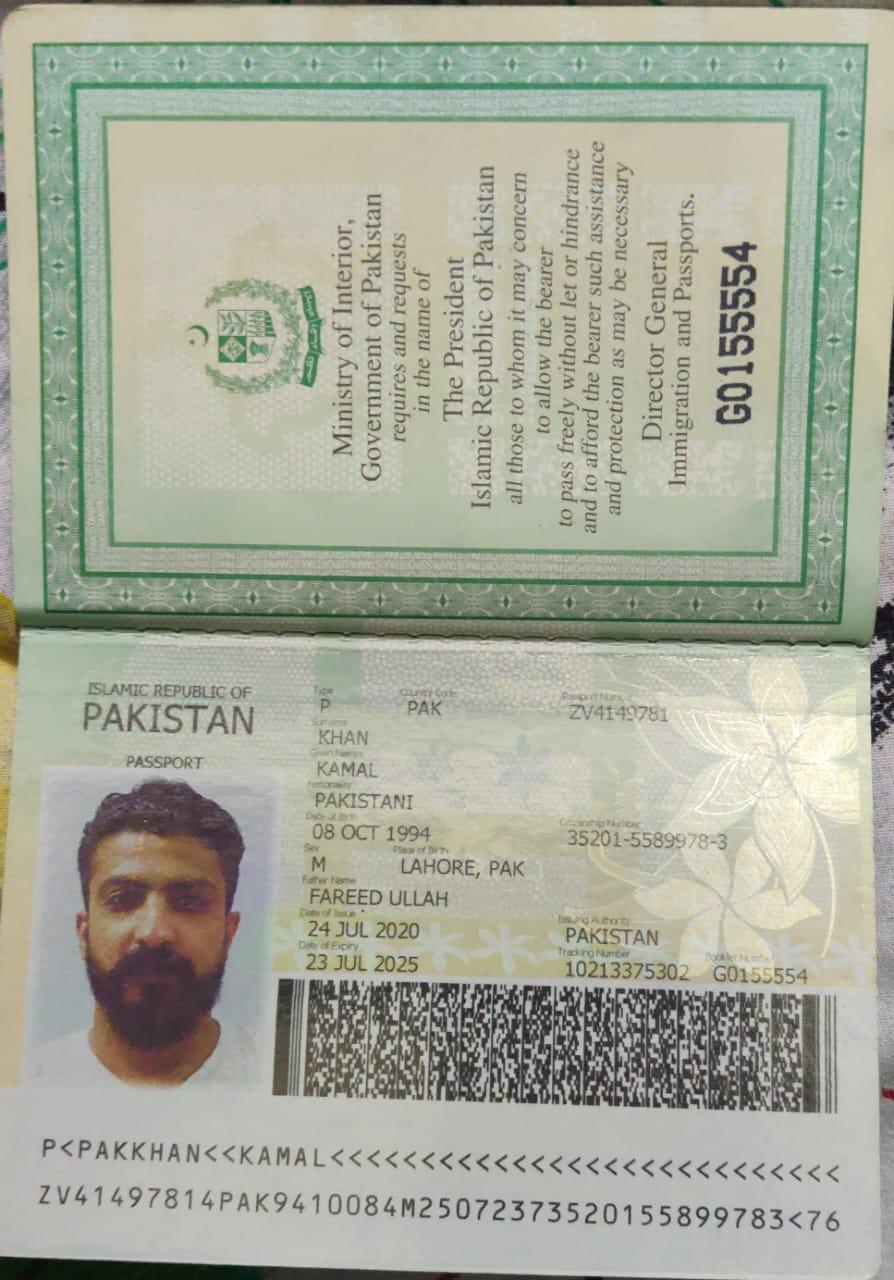 Ministry of Interior,
Government of Pakistan
requires and requests
in the name of
The President
Islamic Republic of Pakistan
all those to whom it may concern
to allow the bearer
to pass freely without let or hindrance
and to afford the bearer such assistance
and protection as may be necessary
Director General
Immigration and Passports.
G0155554
ISLAMIC REPUBLIC OF
PAKISTAN
PASSPORT
Type Country Code Passport Number
P PAK ZV4149781
Surname
KHAN
Given Names
KAMAL
Nationality
PAKISTANI
Date of Birth Citizenship Number
08 OCT 1994 35201-5589978-3
Sex Place of Birth
M LAHORE, PAK
Father Name
FAREED ULLAH
Date of Issue Issuing Authority
24 JUL 2020 PAKISTAN
Date of Expiry Tracking Number Booklet Number
23 JUL 2025 10213375302 G0155554
P<PAKKHAN<<KAMAL<<<<<<<<<<<<<<<<<<<<<<<<<<<<
ZV41497814PAK9410084M25072373520155899783<76